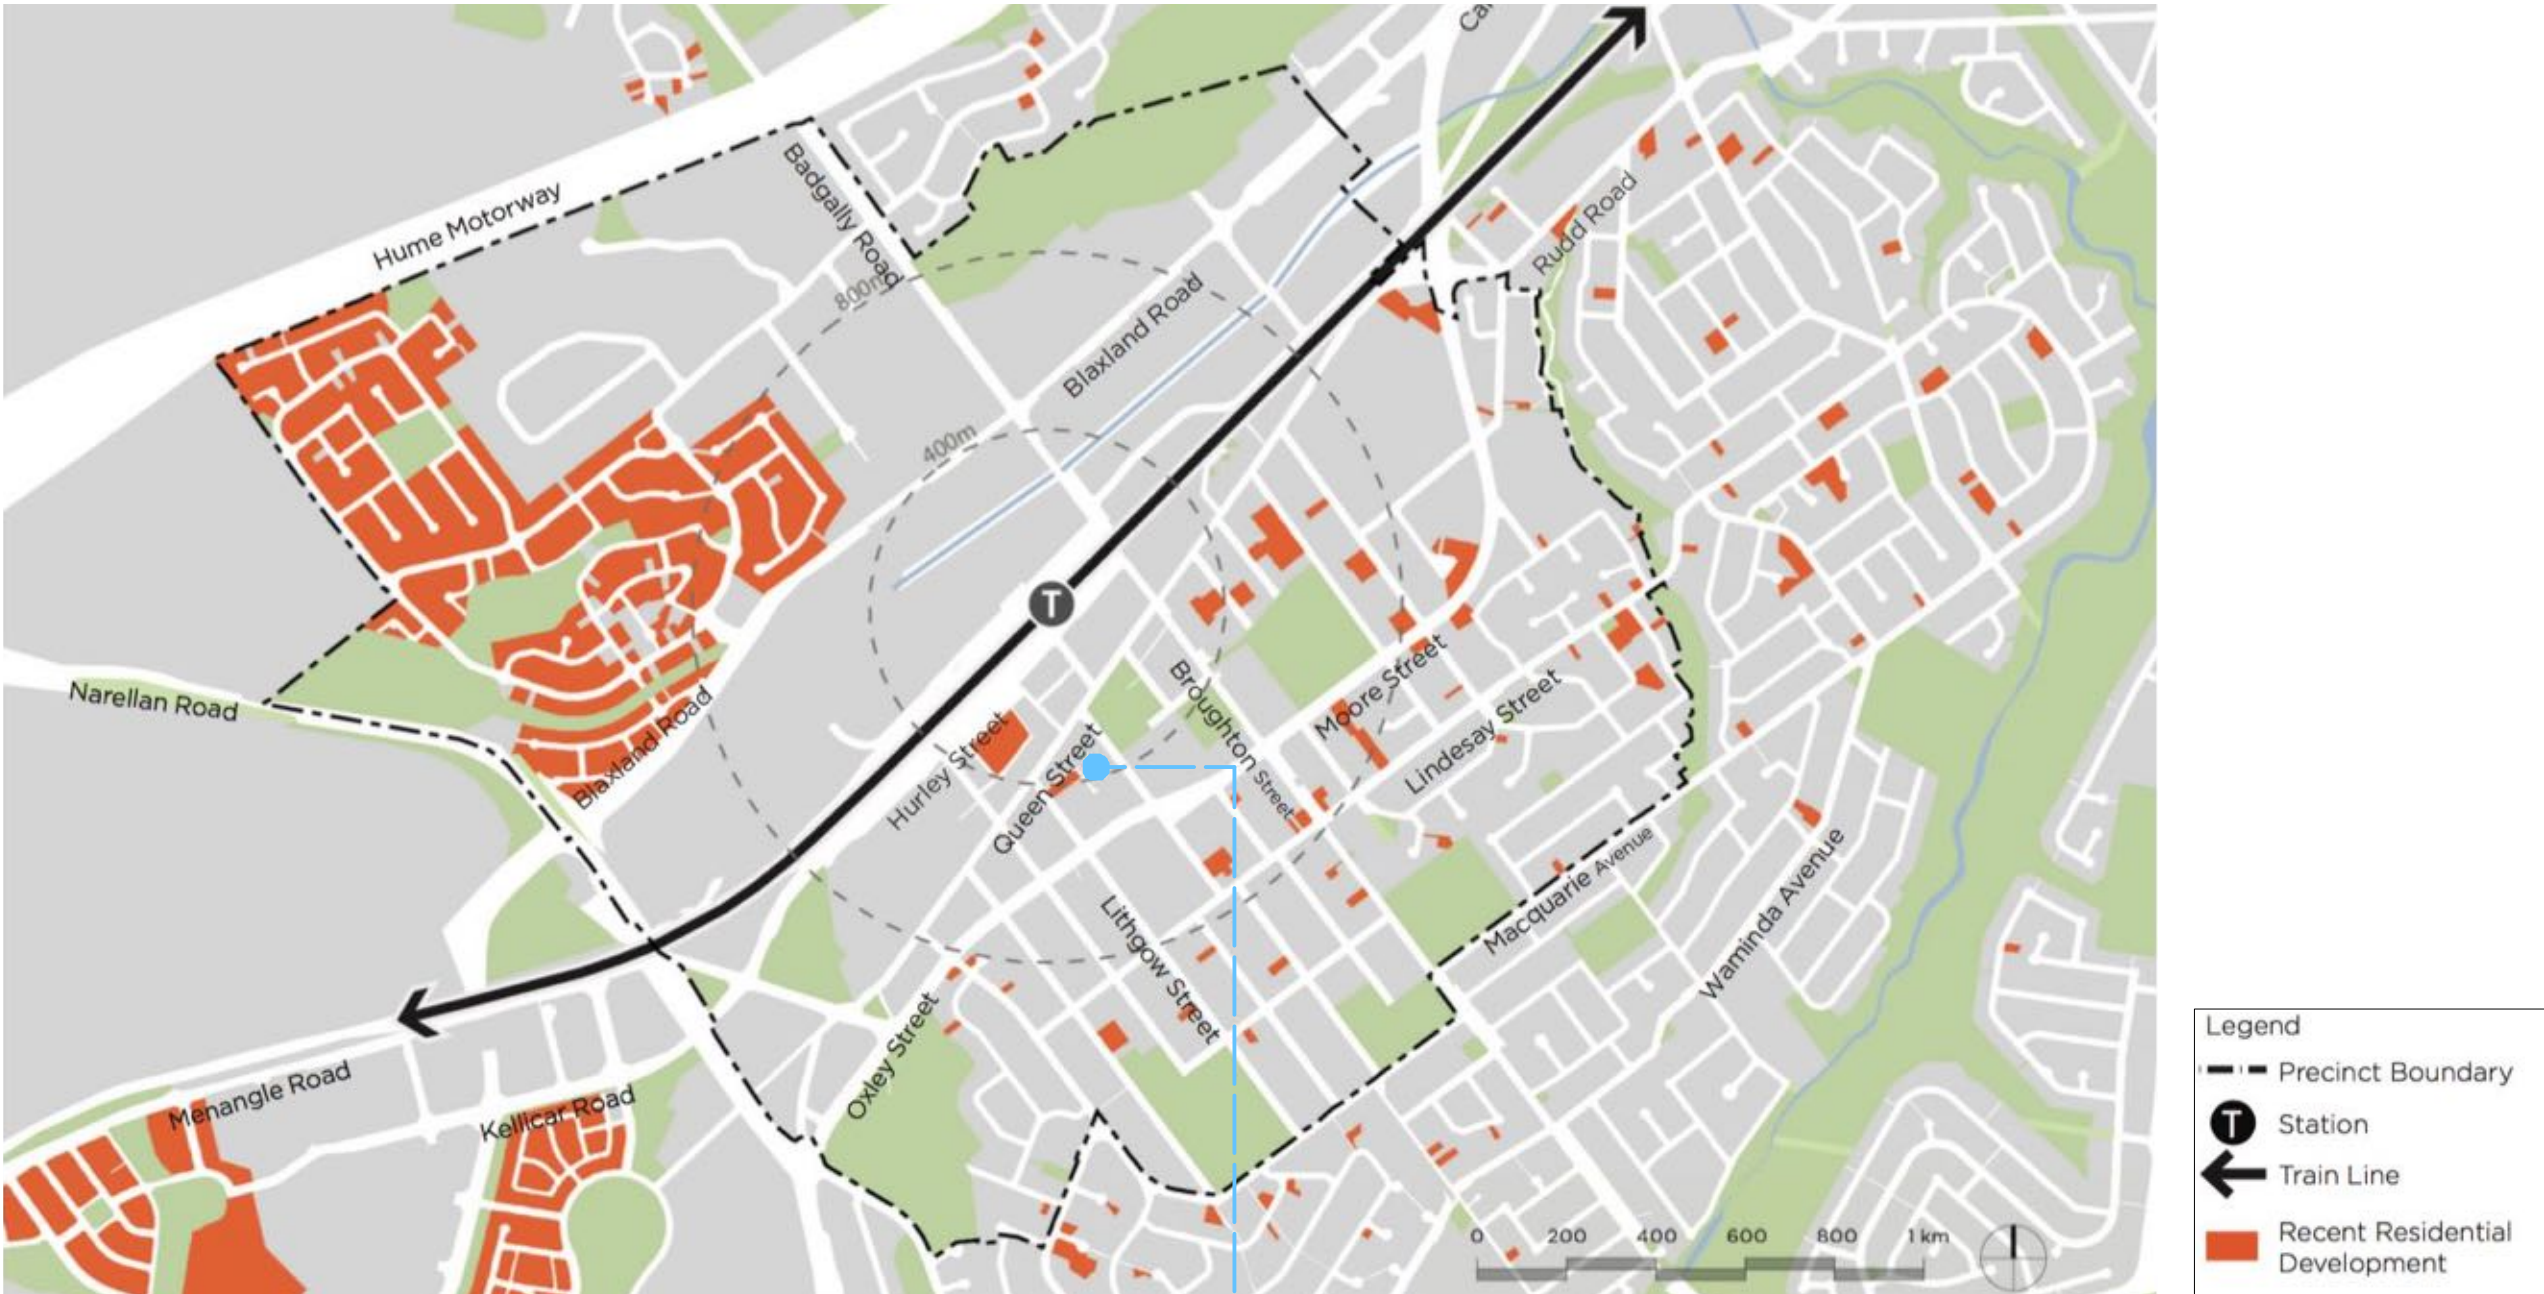 Hume Motorway
Badgally Road
800m
400m
Blaxland Road
Rudd Road
T
Narellan Road
Blaxland Road
Hurley Street
Queen Street
Broughton Street
Moore Street
Lindesay Street
Lithgow Street
Macquarie Avenue
Waminda Avenue
Oxley Street
Menangle Road
Kellicar Road
0 200 400 600 800 1 km
Legend
Precinct Boundary
T Station
Train Line
Recent Residential
Development